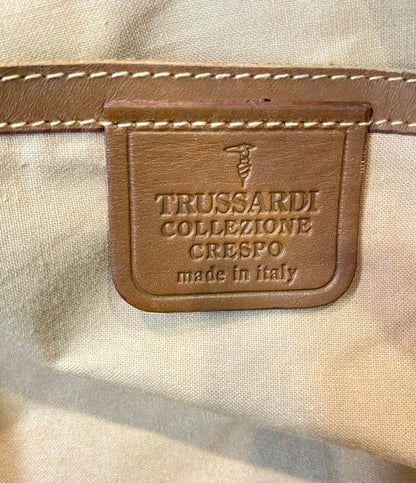 TRUSSARDI
COLLEZIONE
CRESPO
made in italy